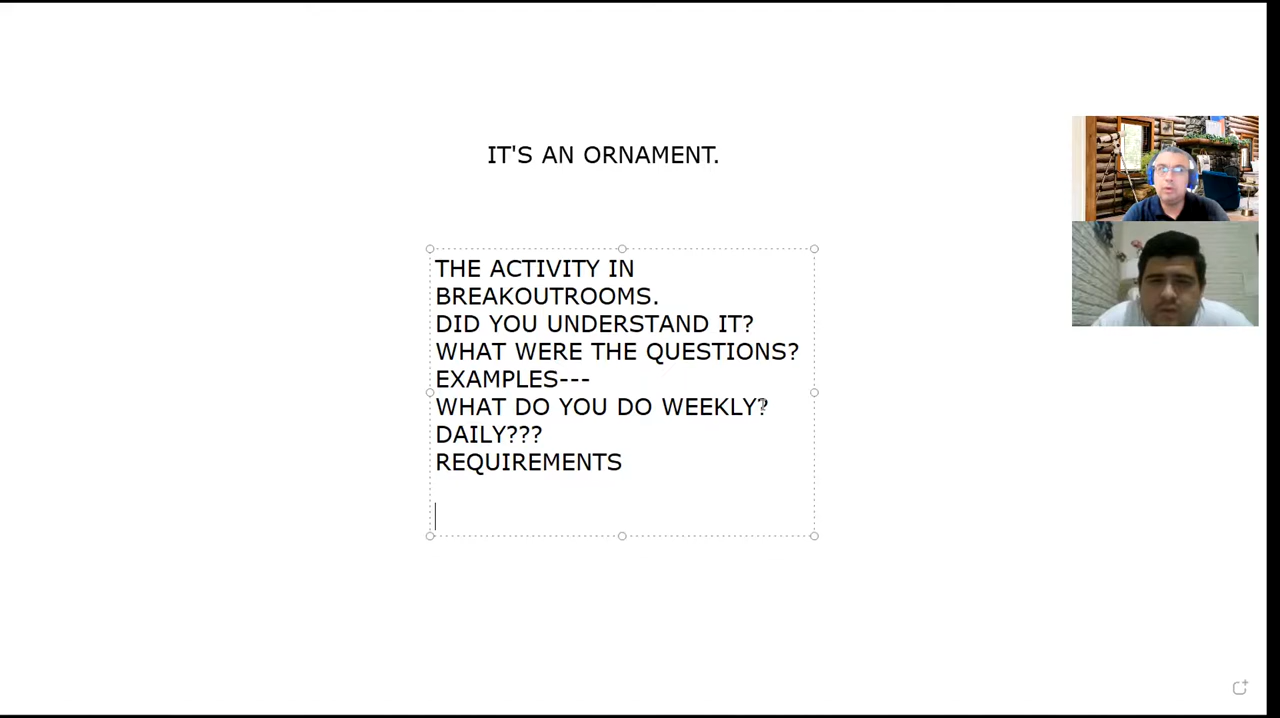 IT'S AN ORNAMENT.
THE ACTIVITY IN
BREAKOUTROOMS.
DID YOU UNDERSTAND IT?
WHAT WERE THE QUESTIONS?
EXAMPLES---
WHAT DO YOU DO WEEKLY?
DAILY???
REQUIREMENTS